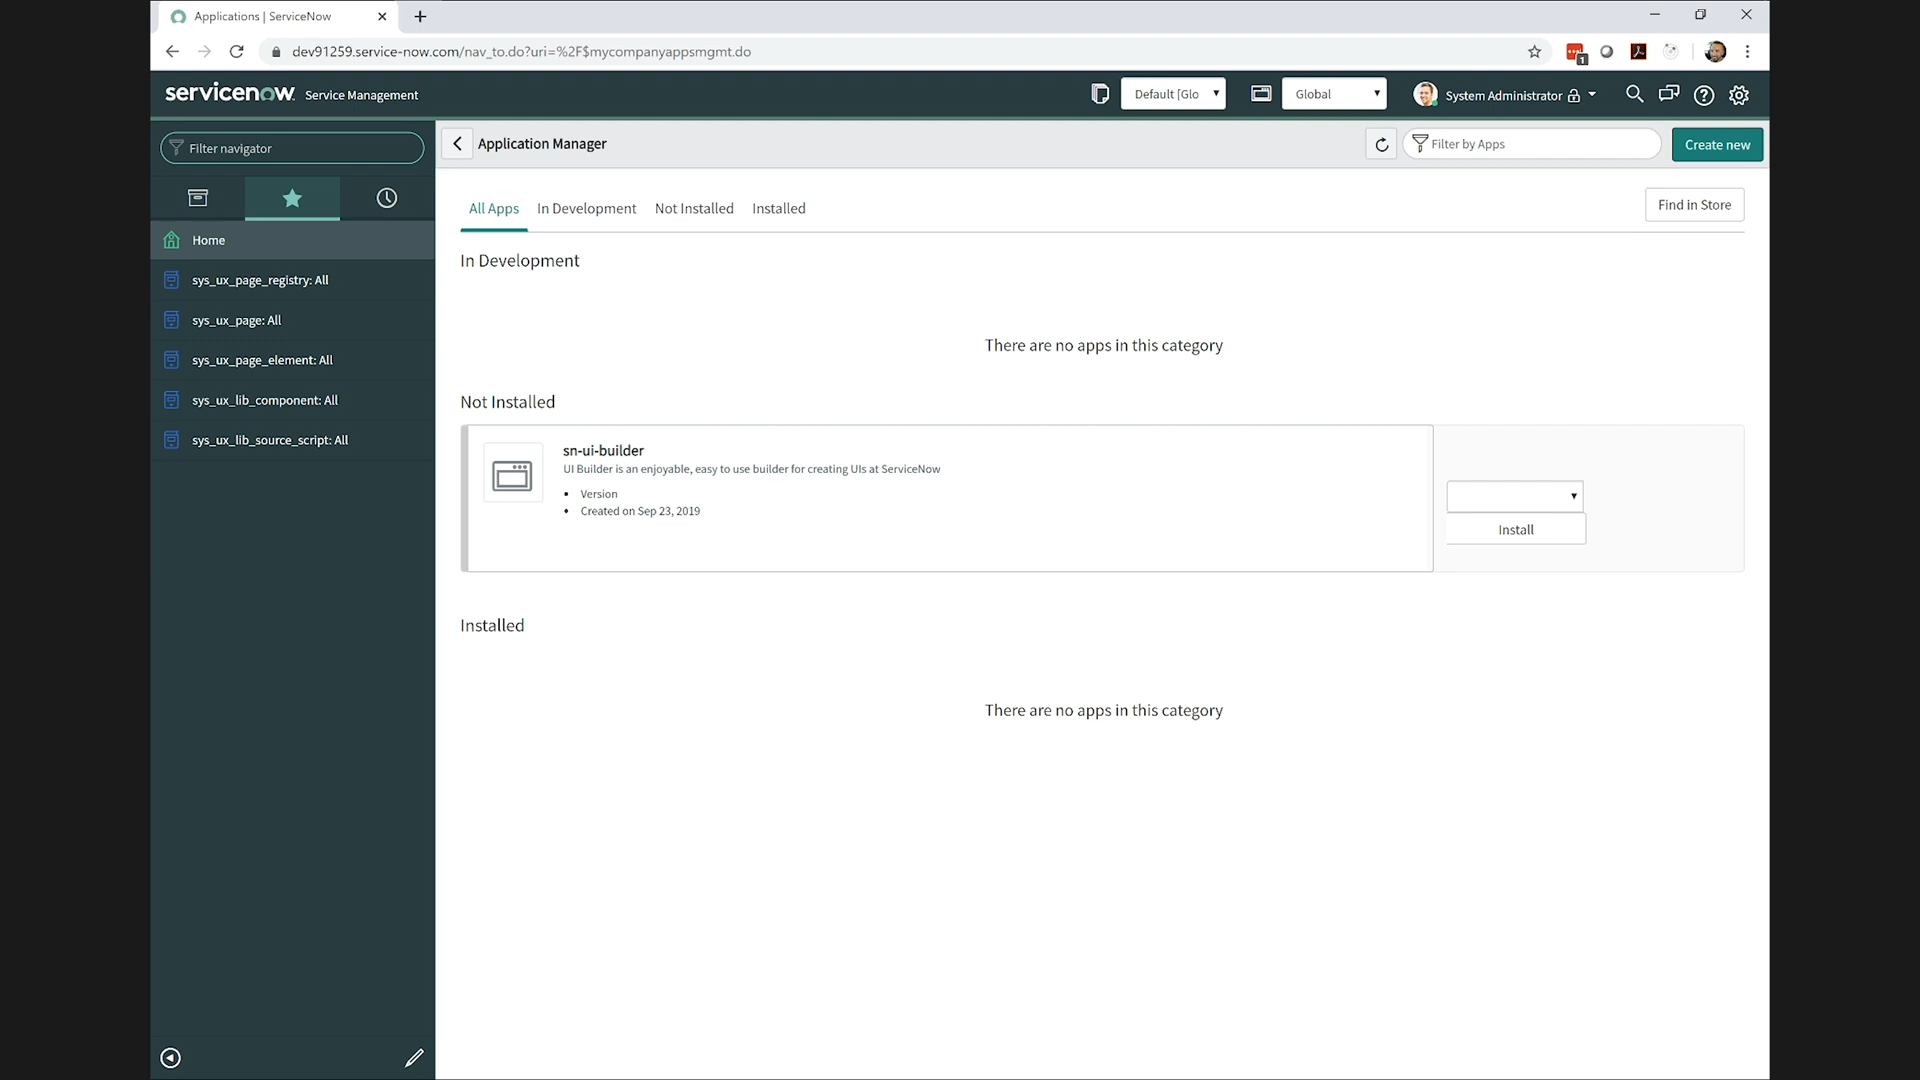 Applications | ServiceNow
dev91259.service-now.com/nav_to.do?uri=%2F$mycompanyappsmgmt.do
1
servicenow. Service Management
Default [Glo
Global
System Administrator
Filter navigator
Application Manager
Filter by Apps
Create new
All Apps
In Development
Not Installed
Installed
Find in Store
Home
sys_ux_page_registry: All
sys_ux_page: All
sys_ux_page_element: All
sys_ux_lib_component: All
sys_ux_lib_source_script: All
In Development
There are no apps in this category
Not Installed
sn-ui-builder
UI Builder is an enjoyable, easy to use builder for creating UIs at ServiceNow
• Version
• Created on Sep 23, 2019
Install
Installed
There are no apps in this category